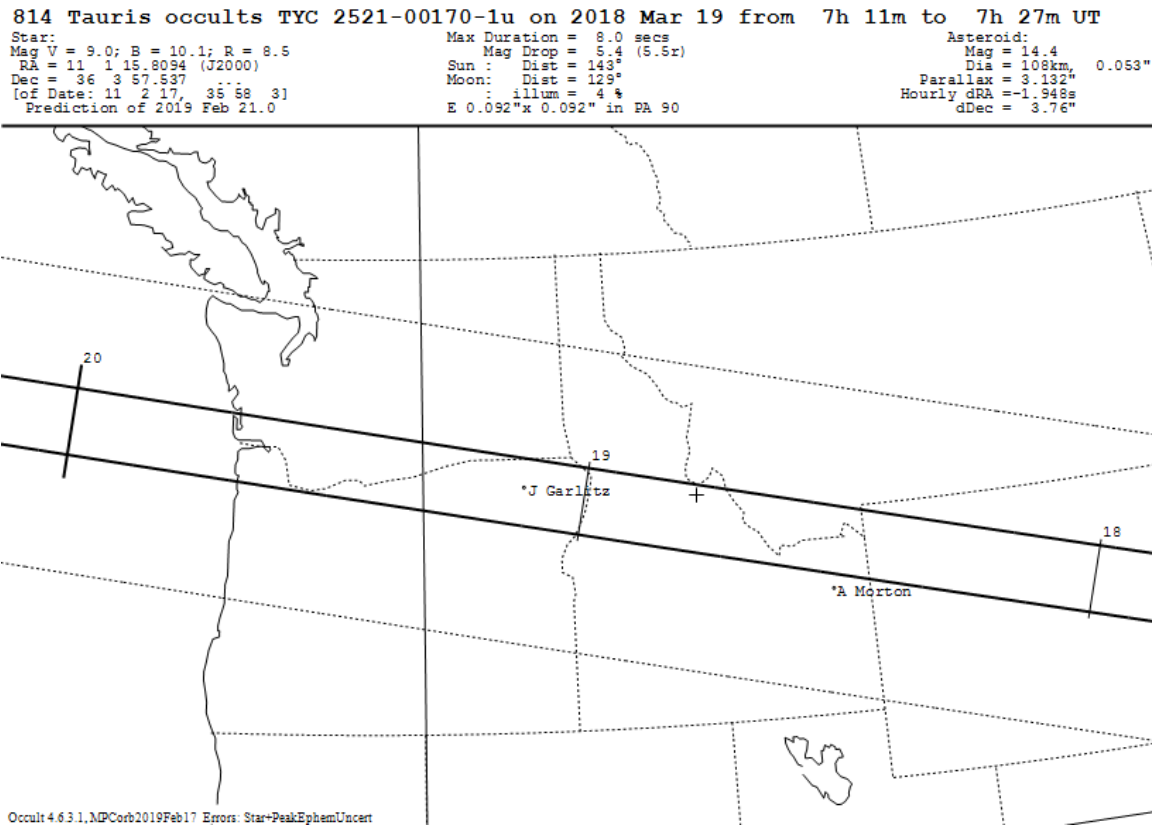 814 Tauris occults TYC 2521-00170-1u on 2018 Mar 19 from 7h 11m to 7h 27m UT
Star:
Mag V = 9.0; B = 10.1; R = 8.5
RA = 11 1 15.8094 (J2000)
Dec = 36 3 57.537 ...
[of Date: 11 2 17, 35 58 3]
Prediction of 2019 Feb 21.0
Max Duration = 8.0 secs
Mag Drop = 5.4 (5.5r)
Sun : Dist = 143°
Moon: Dist = 129°
: illum = 4 %
E 0.092"x 0.092" in PA 90
Asteroid:
Mag = 14.4
Dia = 108km, 0.053"
Parallax = 3.132"
Hourly dRA =-1.948s
dDec = 3.76"
20
19
°J Garlitz
18
°A Morton
Occult 4.6.3.1, MPCorb2019Feb17 Errors: Star+PeakEphemUncert